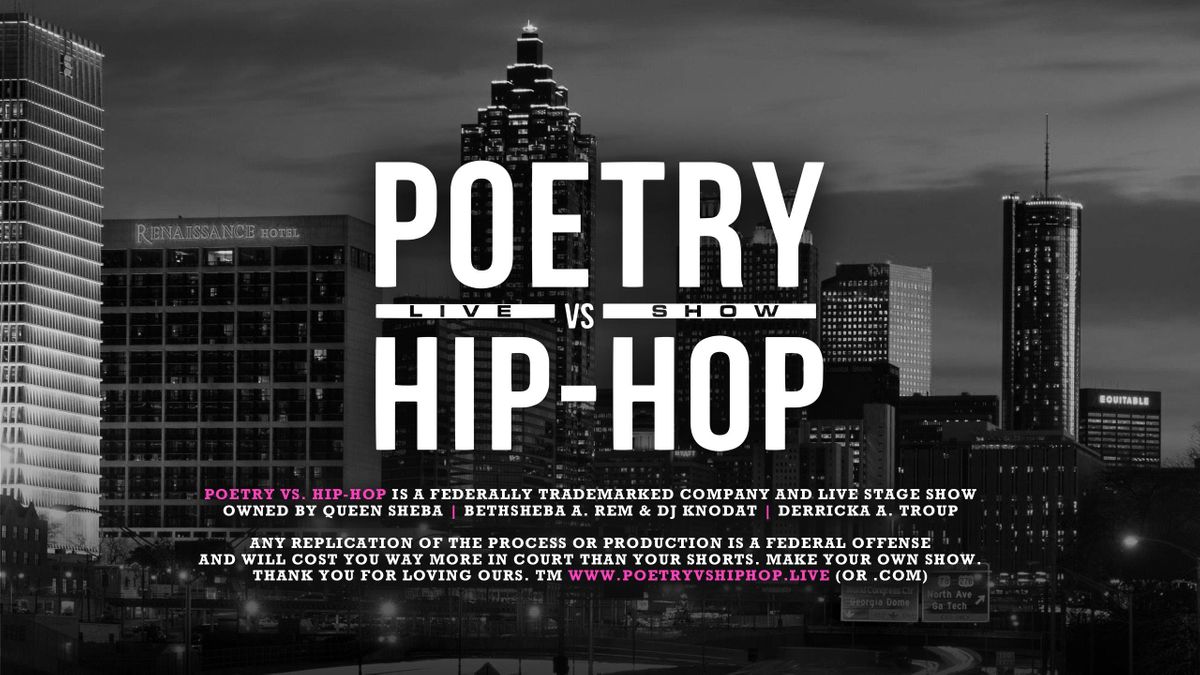 RENAISSANCE HOTEL
POETRY
LIVE VS SHOW
HIP-HOP
EQUITABLE
HYATT
POETRY VS. HIP-HOP IS A FEDERALLY TRADEMARKED COMPANY AND LIVE STAGE SHOW
OWNED BY QUEEN SHEBA | BETHSHEBA A. REM & DJ KNODAT | DERRICKA A. TROUP
ANY REPLICATION OF THE PROCESS OR PRODUCTION IS A FEDERAL OFFENSE
AND WILL COST YOU WAY MORE IN COURT THAN YOUR SHORTS. MAKE YOUR OWN SHOW.
THANK YOU FOR LOVING OURS. TM WWW.POETRYVSHIPHOP.LIVE (OR .COM)
Georgia Dome
North Ave
Ga Tech